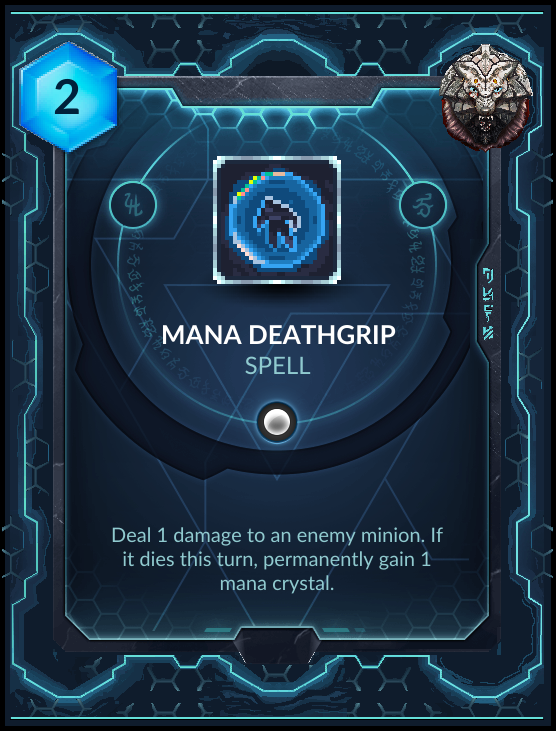 2
MANA DEATHGRIP
SPELL
Deal 1 damage to an enemy minion. If
it dies this turn, permanently gain 1
mana crystal.